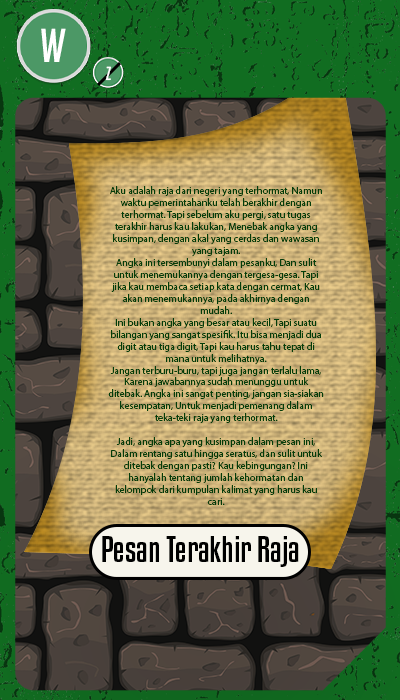 W
Aku adalah raja dari negeri yang terhormat, Namun
waktu pemerintahanku telah berakhir dengan
terhormat. Tapi sebelum aku pergi, satu tugas
terakhir harus kau lakukan, Menebak angka yang
kusimpan, dengan akal yang cerdas dan wawasan
yang tajam.
Angka ini tersembunyi dalam pesanku, Dan sulit
untuk menemukannya dengan tergesa-gesa. Tapi
jika kau membaca setiap kata dengan cermat, Kau
akan menemukannya, pada akhirnya dengan
mudah.
Ini bukan angka yang besar atau kecil, Tapi suatu
bilangan yang sangat spesifik. Itu bisa menjadi dua
digit atau tiga digit, Tapi kau harus tahu tepat di
mana untuk melihatnya.
Jangan terburu-buru, tapi juga jangan terlalu lama,
Karena jawabannya sudah menunggu untuk
ditebak. Angka ini sangat penting, jangan sia-siakan
kesempatan, Untuk menjadi pemenang dalam
teka-teki raja yang terhormat.
Jadi, angka apa yang kusimpan dalam pesan ini,
Dalam rentang satu hingga seratus, dan sulit untuk
ditebak dengan pasti? Kau kebingungan? Ini
hanyalah tentang jumlah kehormatan dan
kelompok dari kumpulan kalimat yang harus kau
cari.
Pesan Terakhir Raja